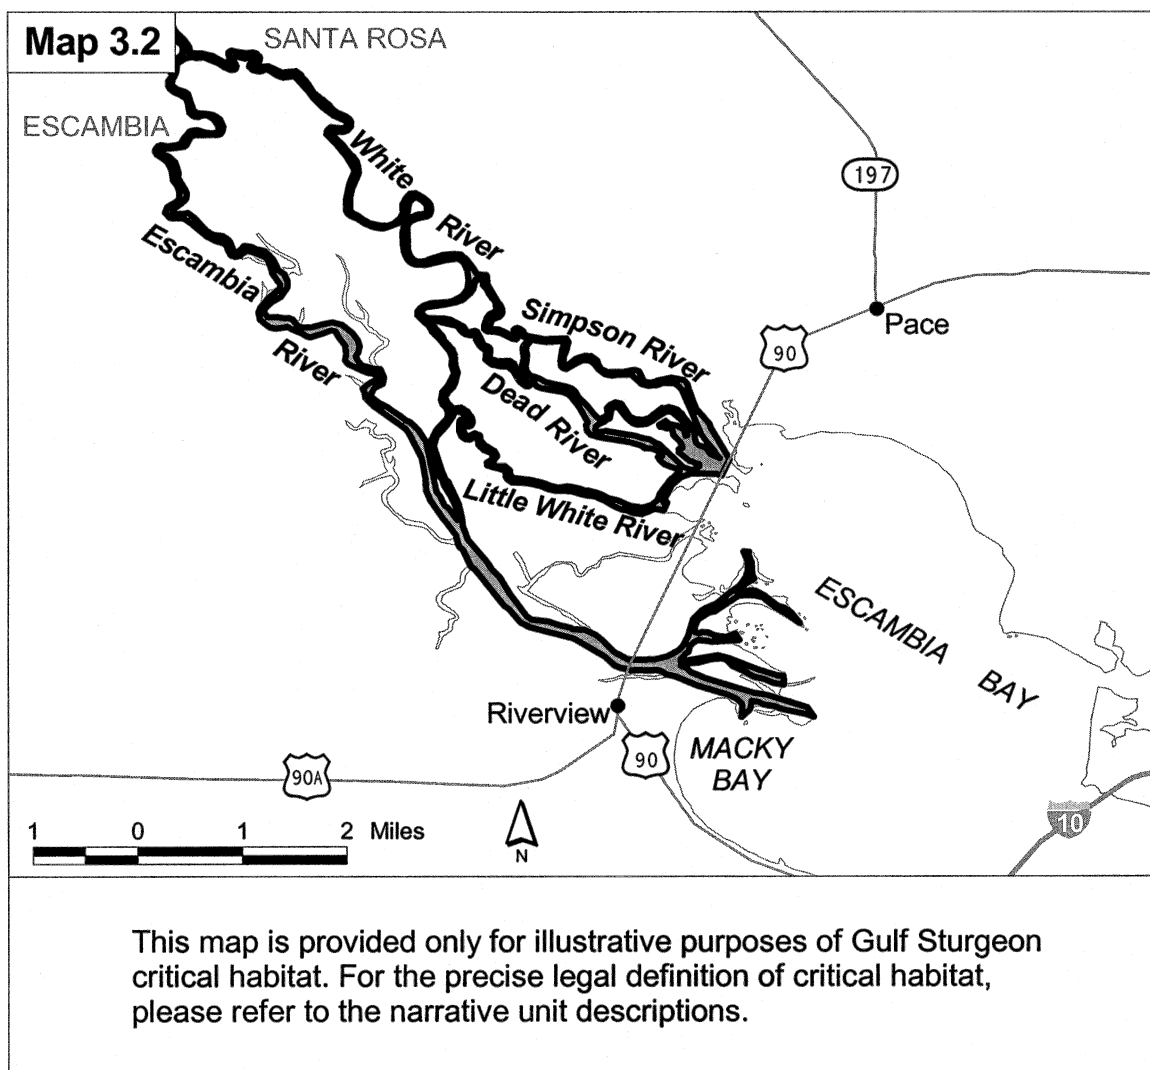 Map 3.2
SANTA ROSA
ESCAMBIA
White
River
197
Escambia
River
Simpson River
90
Pace
Dead River
Little White River
ESCAMBIA
BAY
Riverview
MACKY
BAY
90
90A
10
1 0 1 2 Miles
N
This map is provided only for illustrative purposes of Gulf Sturgeon
critical habitat. For the precise legal definition of critical habitat,
please refer to the narrative unit descriptions.